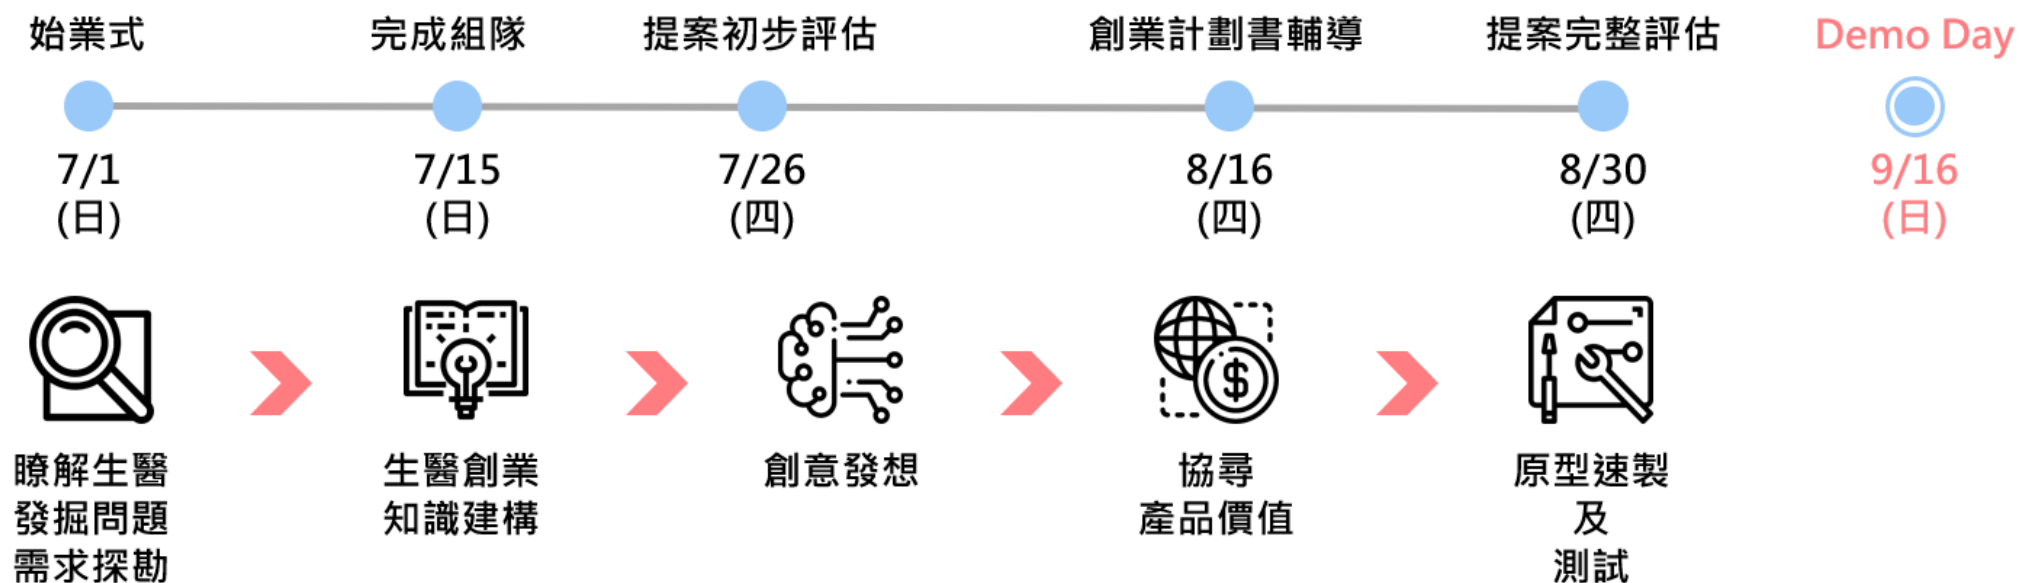 始業式
完成組隊
提案初步評估
創業計劃書輔導
提案完整評估
Demo Day
7/1
(日)
7/15
(日)
7/26
(四)
8/16
(四)
8/30
(四)
9/16
(日)
瞭解生醫
發掘問題
需求探勘
生醫創業
知識建構
創意發想
協尋
產品價值
原型速製
及
測試